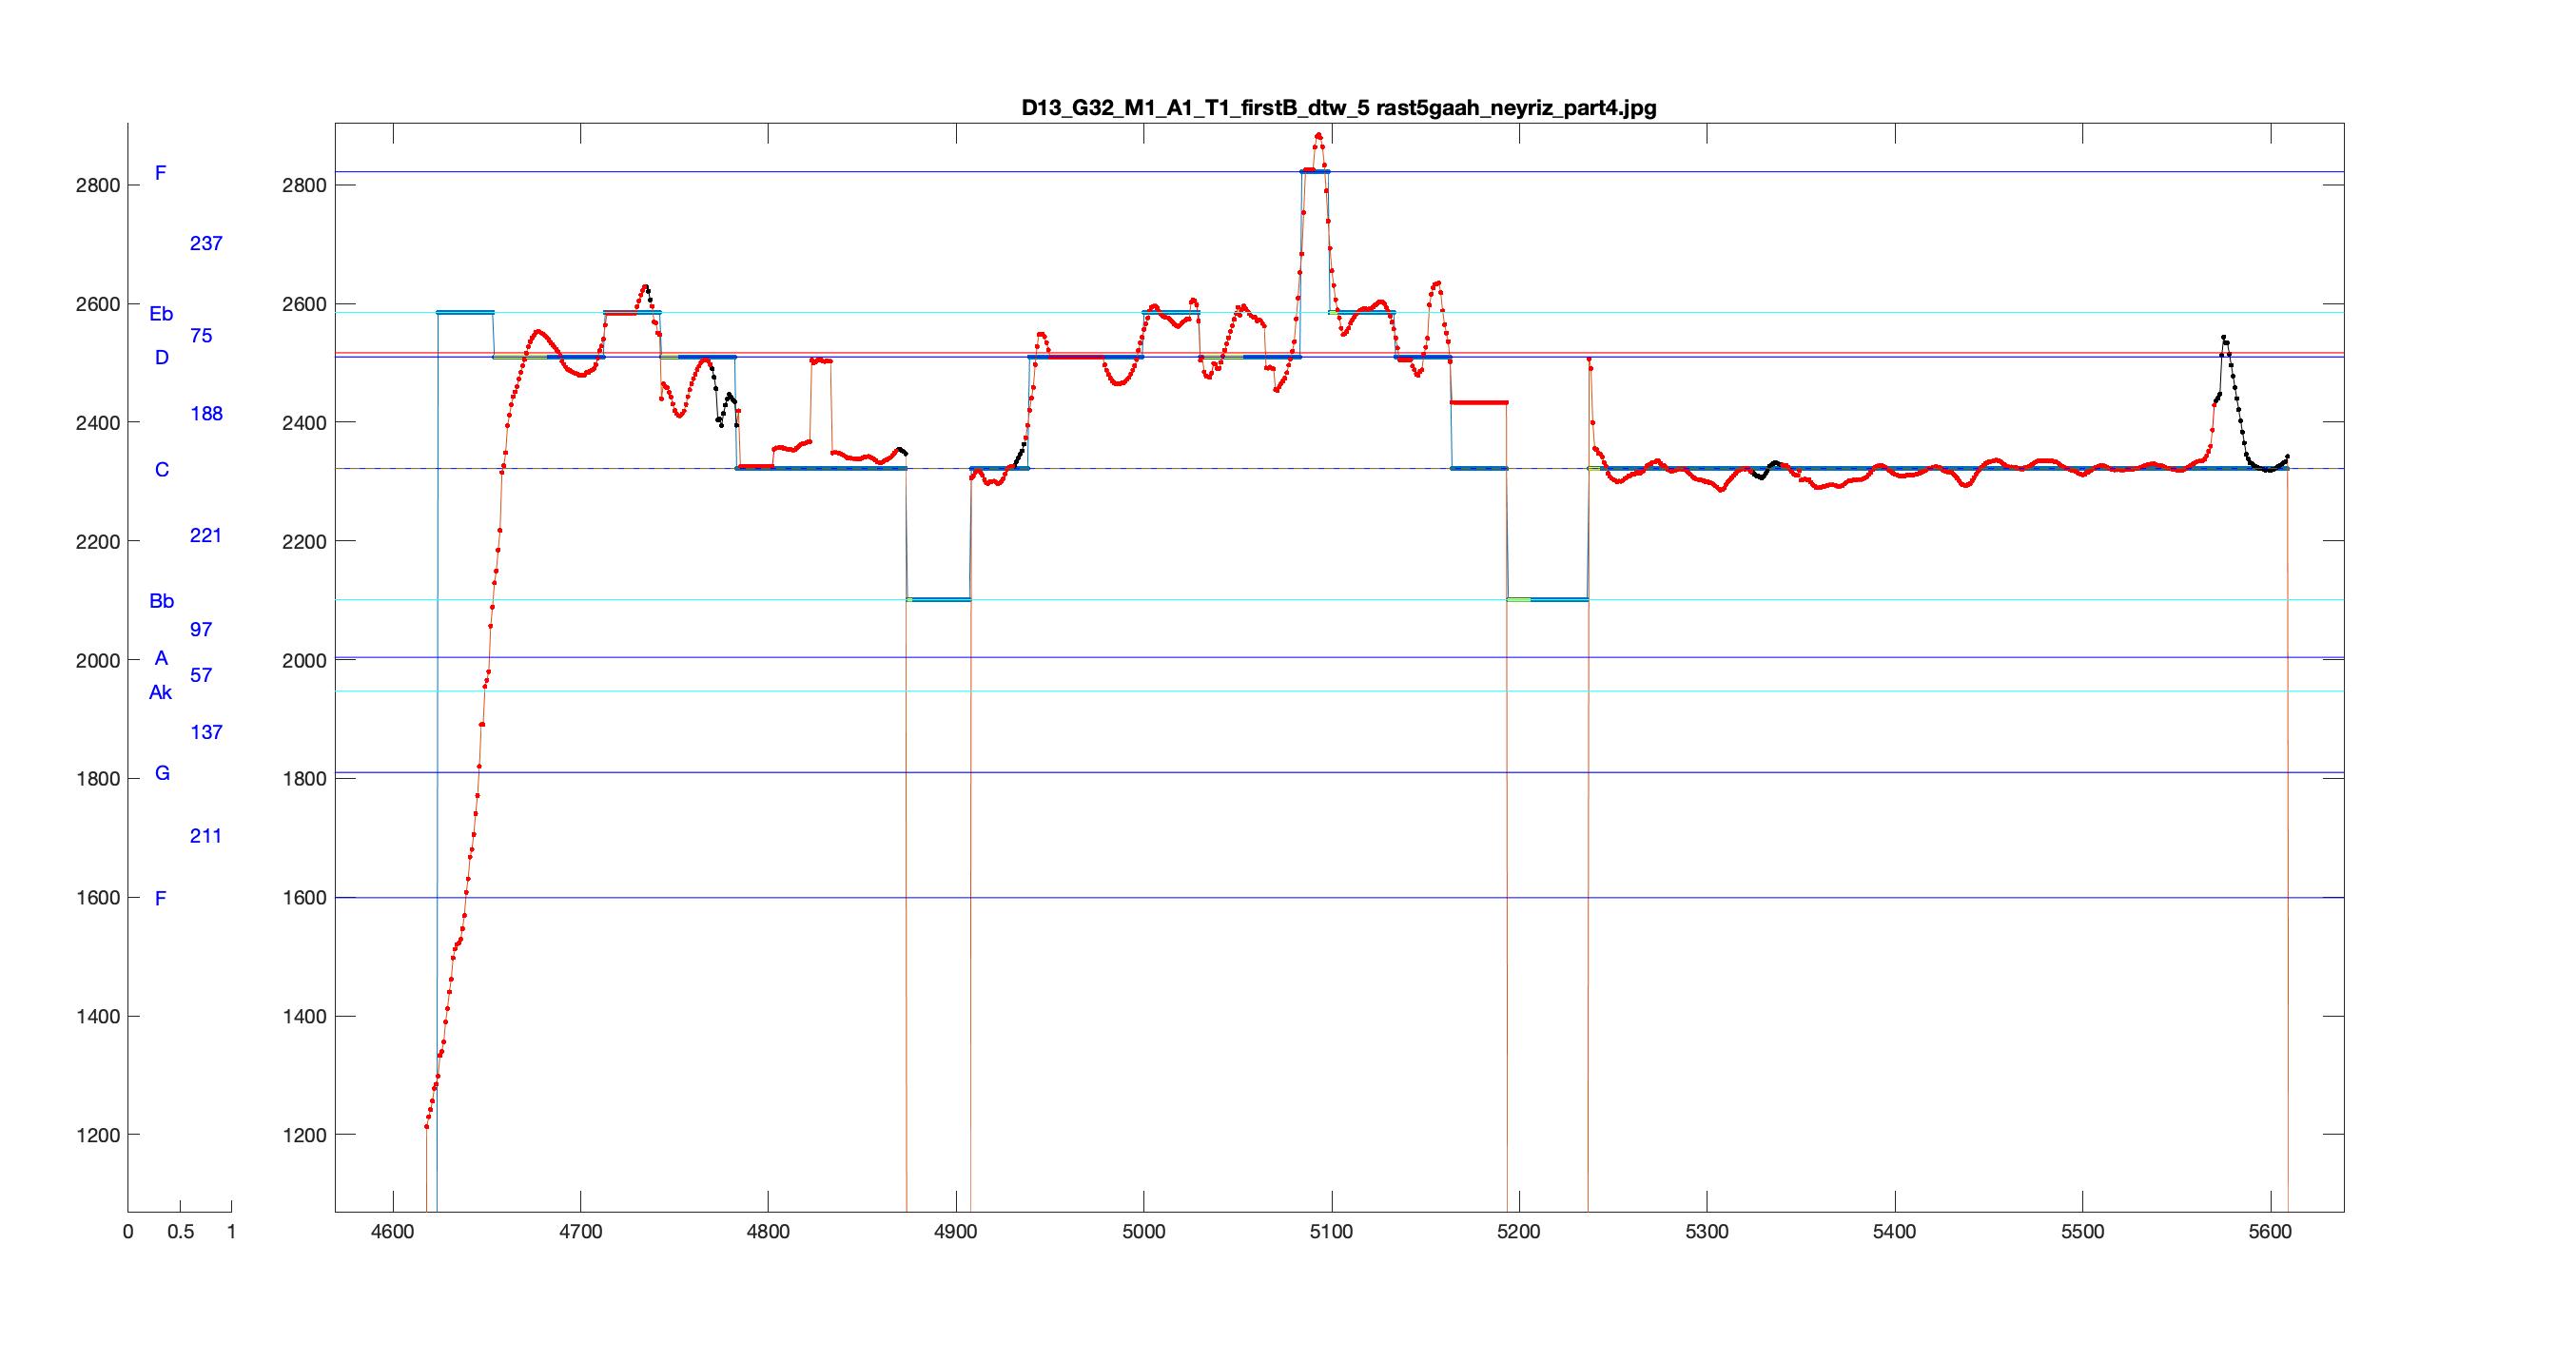 D13_G32_M1_A1_T1_firstB_dtw_5 rast5gaah_neyriz_part4.jpg
2800 F 2800
237
2600 Eb 2600
75
D
188
2400 2400
C
221
2200 2200
Bb
97
2000 A 2000
57
Ak
137
1800 G 1800
211
1600 F 1600
1400 1400
1200 1200
0 0.5 1 4600 4700 4800 4900 5000 5100 5200 5300 5400 5500 5600